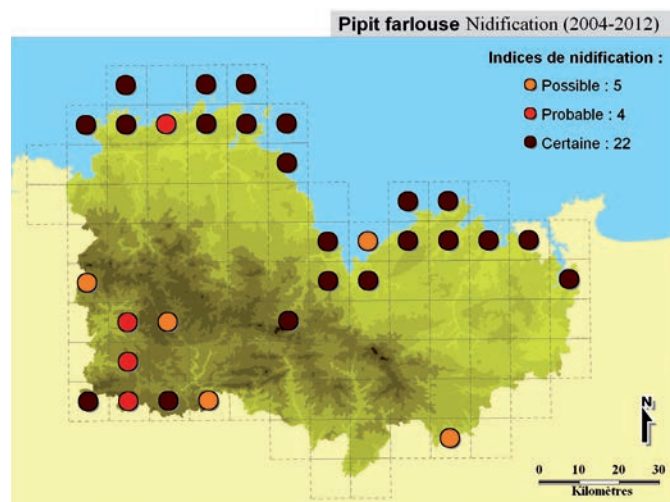 Pipit farlouse Nidification (2004-2012)
Indices de nidification :
Possible : 5
Probable : 4
Certaine : 22
N
0 10 20 30
Kilomètres